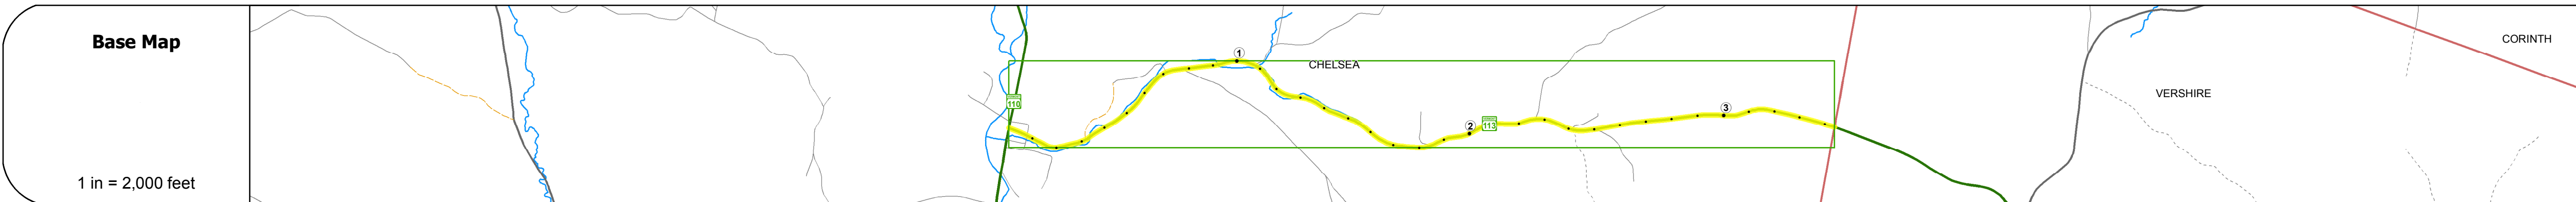 Base Map
1 in = 2,000 feet
110
1
CHELSEA
2
113
3
VERSHIRE
CORINTH